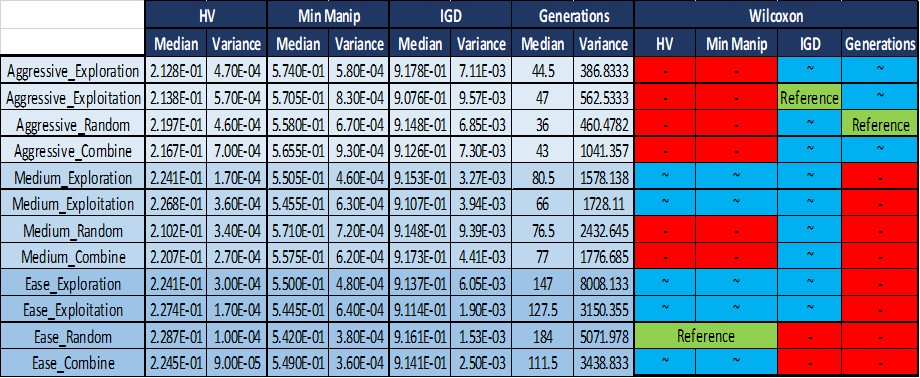 HV Min Manip IGD Generations Wilcoxon
Median Variance Median Variance Median Variance Median Variance HV Min Manip IGD Generations
Aggressive_Exploration 2.128E-01 4.70E-04 5.740E-01 5.80E-04 9.178E-01 7.11E-03 44.5 386.8333 - - ~ ~
Aggressive_Exploitation 2.138E-01 5.70E-04 5.705E-01 8.30E-04 9.076E-01 9.57E-03 47 562.5333 - - Reference ~
Aggressive_Random 2.197E-01 4.60E-04 5.580E-01 6.70E-04 9.148E-01 6.85E-03 36 460.4782 - - ~ Reference
Aggressive_Combine 2.167E-01 7.00E-04 5.655E-01 9.30E-04 9.126E-01 7.30E-03 43 1041.357 - - ~ ~
Medium_Exploration 2.241E-01 1.70E-04 5.505E-01 4.60E-04 9.153E-01 3.27E-03 80.5 1578.138 ~ ~ ~ -
Medium_Exploitation 2.268E-01 3.60E-04 5.455E-01 6.30E-04 9.107E-01 3.94E-03 66 1728.11 ~ ~ ~ -
Medium_Random 2.102E-01 3.40E-04 5.710E-01 7.20E-04 9.148E-01 9.39E-03 76.5 2432.645 - - ~ -
Medium_Combine 2.207E-01 2.70E-04 5.575E-01 6.20E-04 9.173E-01 4.41E-03 77 1776.685 - - ~ -
Ease_Exploration 2.241E-01 3.00E-04 5.500E-01 4.80E-04 9.137E-01 6.05E-03 147 8008.133 ~ ~ ~ -
Ease_Exploitation 2.274E-01 1.70E-04 5.445E-01 6.40E-04 9.114E-01 1.90E-03 127.5 3150.355 ~ ~ ~ -
Ease_Random 2.287E-01 1.00E-04 5.420E-01 3.80E-04 9.161E-01 1.53E-03 184 5071.978 Reference - -
Ease_Combine 2.245E-01 9.00E-05 5.490E-01 3.60E-04 9.141E-01 2.50E-03 111.5 3438.833 ~ ~ - -